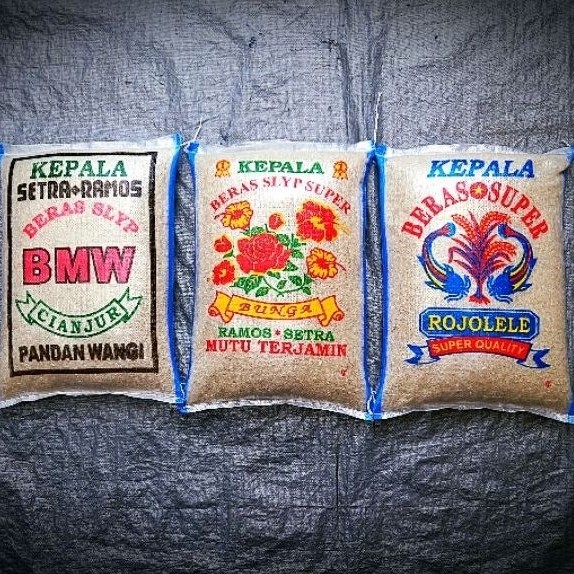 KEPALA
SETRA*RAMOS
BERAS SLYP
BMW
CIANJUR
PANDAN WANGI
KEPALA
BERAS SLYP SUPER
BUNGA
RAMOS * SETRA
MUTU TERJAMIN
KEPALA
BERAS SUPER
ROJOLELE
SUPER QUALITY